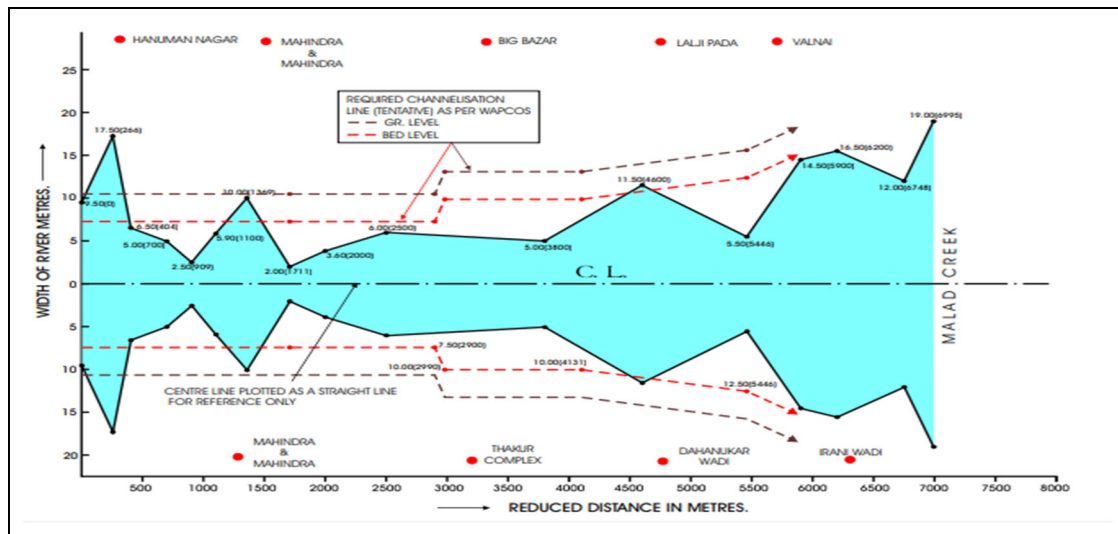 HANUMAN NAGAR
MAHINDRA
&
MAHINDRA
BIG BAZAR
LALJI PADA
VALNAI
REQUIRED CHANNELISATION
LINE (TENTATIVE) AS PER WAPCOS
GR. LEVEL
BED LEVEL
25
20
15
10
5
0
5
10
15
20
WIDTH OF RIVER METRES.
17.50(266)
9.50(0)
6.50(404)
5.00(700)
2.50(909)
5.90(1100)
10.00(1369)
2.00(1711)
3.60(2000)
6.00(2500)
5.00(3800)
11.50(4600)
5.50(5446)
14.50(5900)
16.50(6200)
12.00(6748)
19.00(6995)
C. L.
MALAD CREEK
7.50(2900)
10.00(2990)
10.00(4131)
12.50(5446)
CENTRE LINE PLOTTED AS A STRAIGHT LINE
FOR REFERENCE ONLY
MAHINDRA
&
MAHINDRA
THAKUR
COMPLEX
DAHANUKAR
WADI
IRANI WADI
500 1000 1500 2000 2500 3000 3500 4000 4500 5000 5500 6000 6500 7000 7500 8000
REDUCED DISTANCE IN METRES.